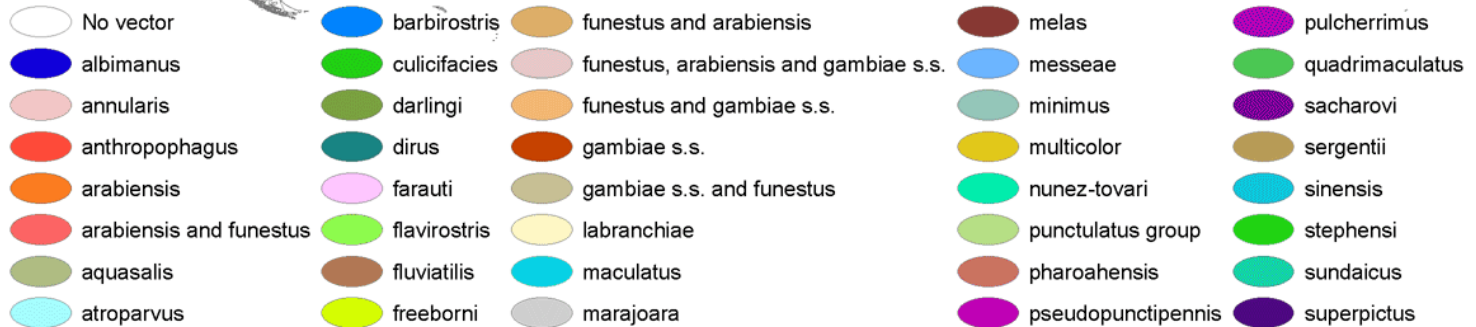 No vector
albimanus
annularis
anthropophagus
arabiensis
arabiensis and funestus
aquasalis
atroparvus
barbirostris
culicifacies
darlingi
dirus
farauti
flavirostris
fluviatilis
freeborni
funestus and arabiensis
funestus, arabiensis and gambiae s.s.
funestus and gambiae s.s.
gambiae s.s.
gambiae s.s. and funestus
labranchiae
maculatus
marajoara
melas
messeae
minimus
multicolor
nunez-tovari
punctulatus group
pharoahensis
pseudopunctipennis
pulcherrimus
quadrimaculatus
sacharovi
sergentii
sinensis
stephensi
sundaicus
superpictus